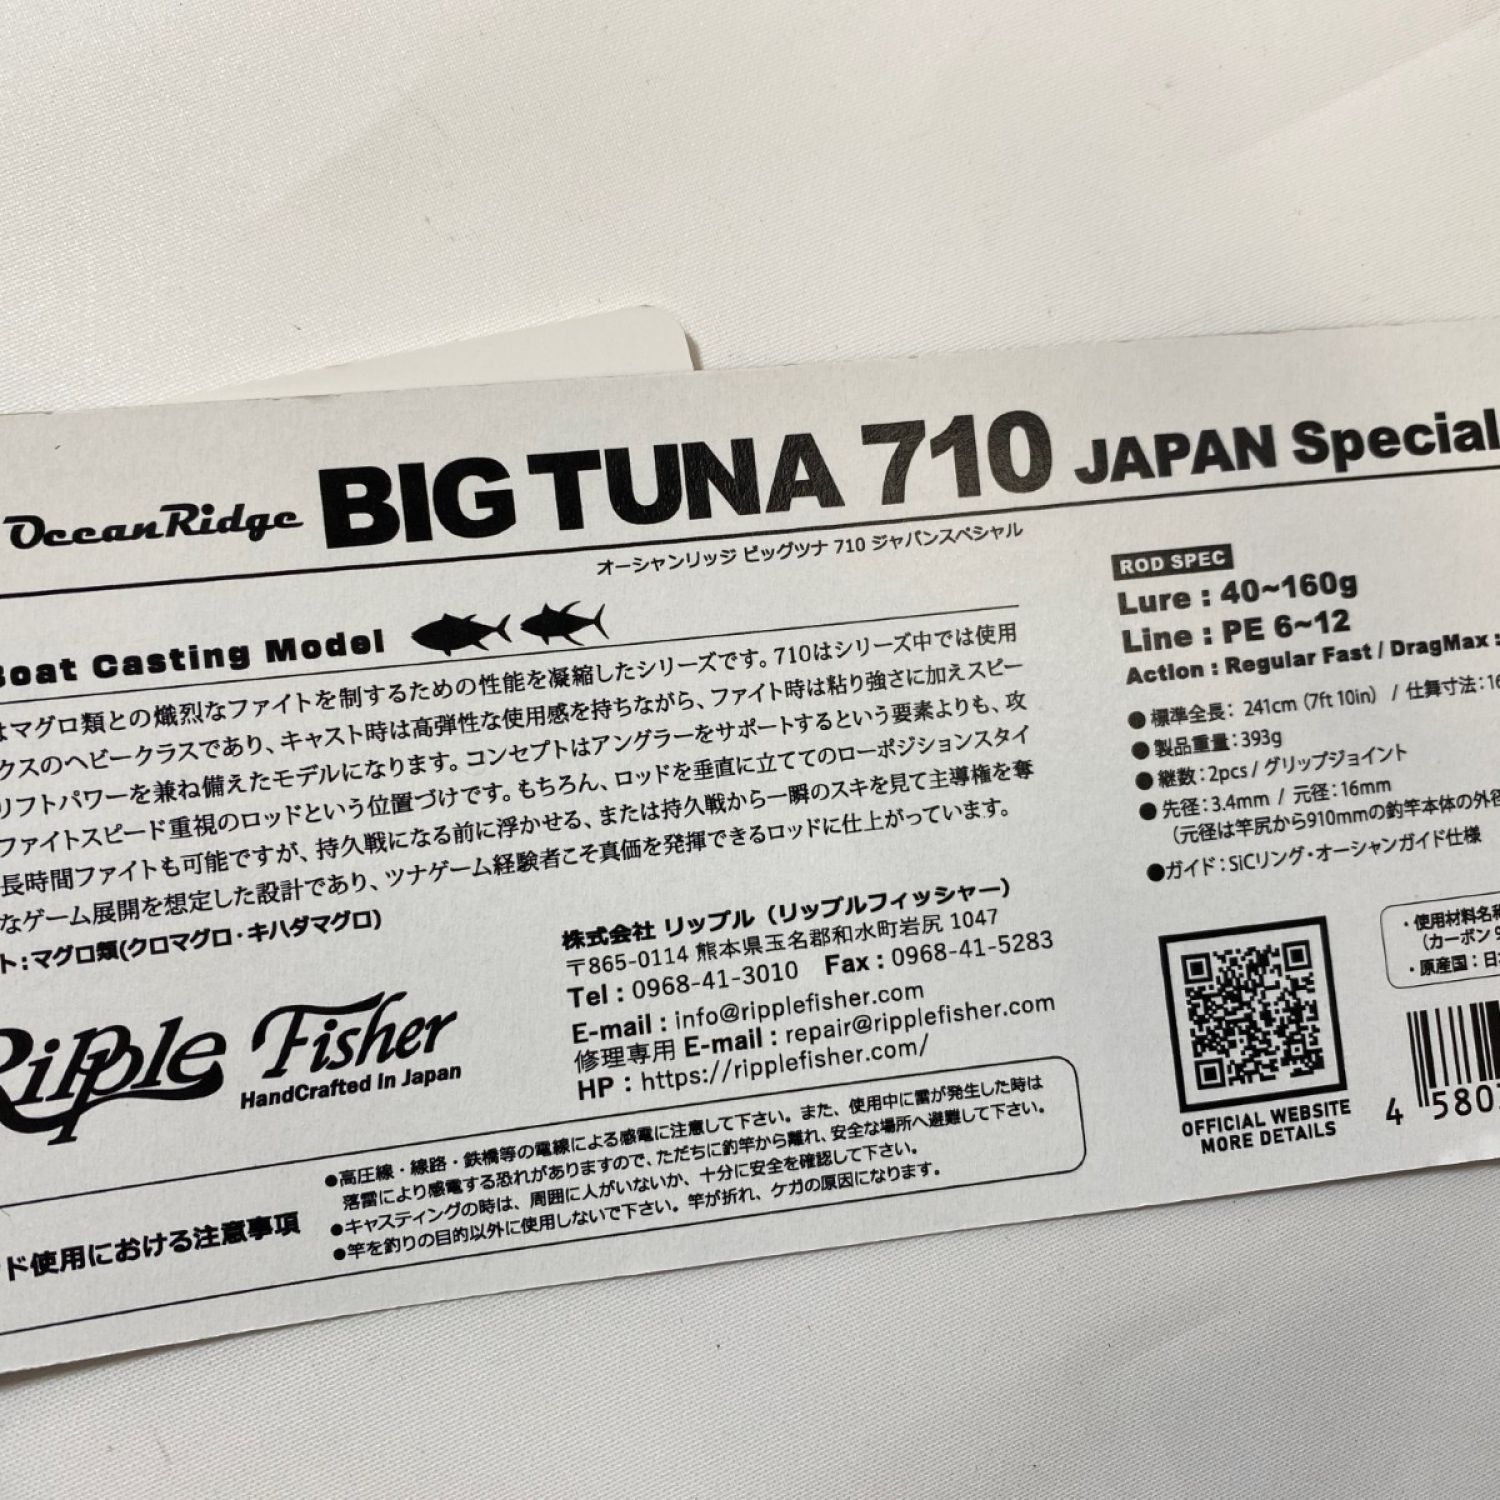 OceanRidge BIG TUNA 710 JAPAN Special
オーシャンリッジ ビッグツナ 710 ジャパンスペシャル
Boat Casting Model
はマグロ類との熾烈なファイトを制するための性能を凝縮したシリーズです。710はシリーズ中では使用
クスのヘビークラスであり、キャスト時は高弾性な使用感を持ちながら、ファイト時は粘り強さに加えスピー
リフトパワーを兼ね備えたモデルになります。コンセプトはアングラーをサポートするという要素よりも、攻
ファイトスピード重視のロッドという位置づけです。もちろん、ロッドを垂直に立ててのローポジションスタイ
長時間ファイトも可能ですが、持久戦になる前に浮かせる、または持久戦から一瞬のスキを見て主導権を奪
なゲーム展開を想定した設計であり、ツナゲーム経験者こそ真価を発揮できるロッドに仕上がっています。
ト：マグロ類(クロマグロ・キハダマグロ)
Ripple Fisher
HandCrafted In Japan
株式会社 リップル（リップルフィッシャー）
〒865-0114 熊本県玉名郡和水町岩尻 1047
Tel : 0968-41-3010 Fax : 0968-41-5283
E-mail : info@ripplefisher.com
修理専用 E-mail : repair@ripplefisher.com
HP : https://ripplefisher.com/
ROD SPEC
Lure : 40~160g
Line : PE 6~12
Action : Regular Fast / DragMax :
●標準全長： 241cm (7ft 10in) / 仕舞寸法：16
●製品重量：393g
●継数：2pcs / グリップジョイント
●先径：3.4mm / 元径：16mm
（元径は竿尻から910mmの釣竿本体の外径
●ガイド：SiCリング・オーシャンガイド仕様
・使用材料名称
（カーボン 9
・原産国：日
OFFICIAL WEBSITE
MORE DETAILS
4 580
ド使用における注意事項
●高圧線・線路・鉄橋等の電線による感電に注意して下さい。また、使用中に雷が発生した時は
落雷により感電する恐れがありますので、ただちに釣竿から離れ、安全な場所へ避難して下さい。
●キャスティングの時は、周囲に人がいないか、十分に安全を確認して下さい。
●竿を釣りの目的以外に使用しないで下さい。竿が折れ、ケガの原因になります。